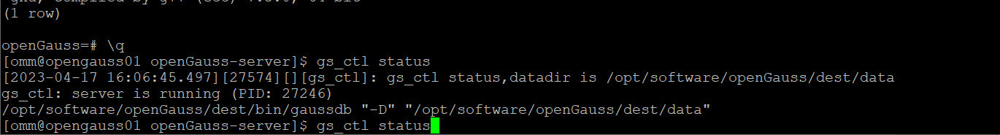 (1 row)
openGauss=# \q
[omm@opengauss01 openGauss-server]$ gs_ctl status
[2023-04-17 16:06:45.497][27574][][gs_ctl]: gs_ctl status,datadir is /opt/software/openGauss/dest/data
gs_ctl: server is running (PID: 27246)
/opt/software/openGauss/dest/bin/gaussdb "-D" "/opt/software/openGauss/dest/data"
[omm@opengauss01 openGauss-server]$ gs_ctl status